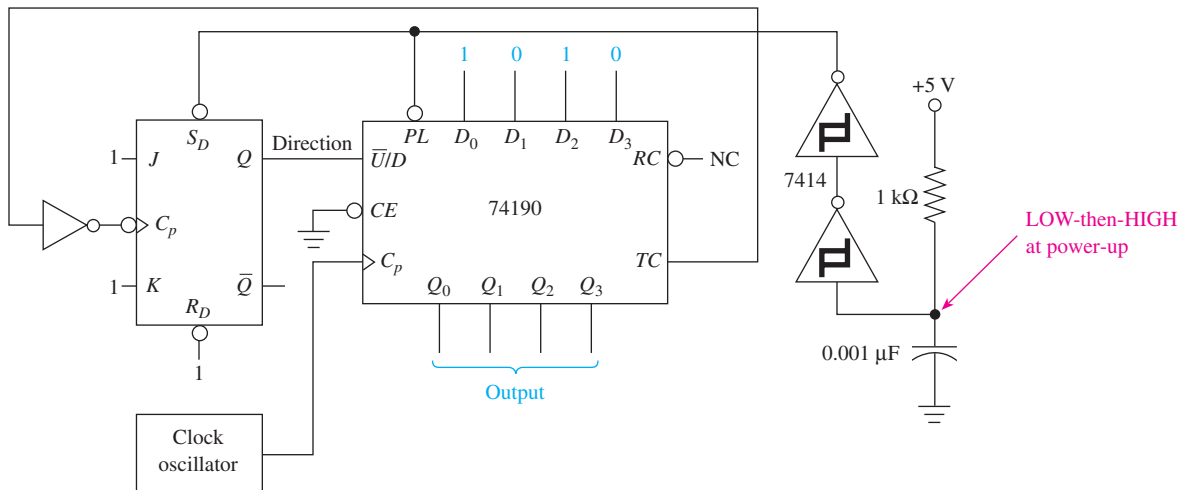 1 0 1 0
+5 V
S_D
Direction
PL D_0 D_1 D_2 D_3
1 J Q
U̅/D
RC NC
7414
1 kΩ
CE
74190
LOW-then-HIGH
at power-up
C_p
C_p
TC
1 K Q̅
Q_0 Q_1 Q_2 Q_3
R_D
0.001 μF
1
Output
Clock
oscillator